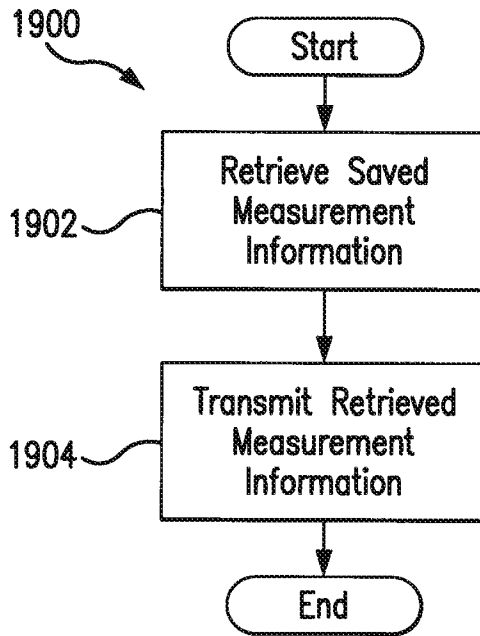 1900
Start
Retrieve Saved
Measurement
Information
1902
Transmit Retrieved
Measurement
Information
1904
End